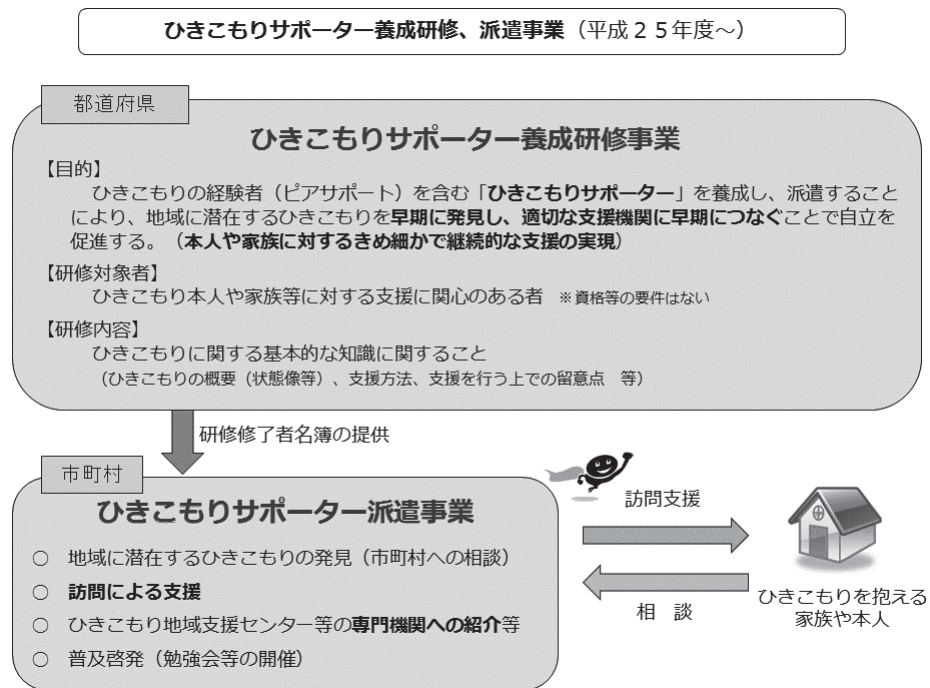 ひきこもりサポーター養成研修、派遣事業（平成２５年度～）
都道府県
ひきこもりサポーター養成研修事業
【目的】
ひきこもりの経験者（ピアサポート）を含む「ひきこもりサポーター」を養成し、派遣すること
により、地域に潜在するひきこもりを早期に発見し、適切な支援機関に早期につなぐことで自立を
促進する。（本人や家族に対するきめ細かで継続的な支援の実現）
【研修対象者】
ひきこもり本人や家族等に対する支援に関心のある者　※資格等の要件はない
【研修内容】
ひきこもりに関する基本的な知識に関すること
（ひきこもりの概要（状態像等）、支援方法、支援を行う上での留意点　等）
研修修了者名簿の提供
市町村
ひきこもりサポーター派遣事業
○　地域に潜在するひきこもりの発見（市町村への相談）
○　訪問による支援
○　ひきこもり地域支援センター等の専門機関への紹介等
○　普及啓発（勉強会等の開催）
訪問支援
相　談
ひきこもりを抱える
家族や本人